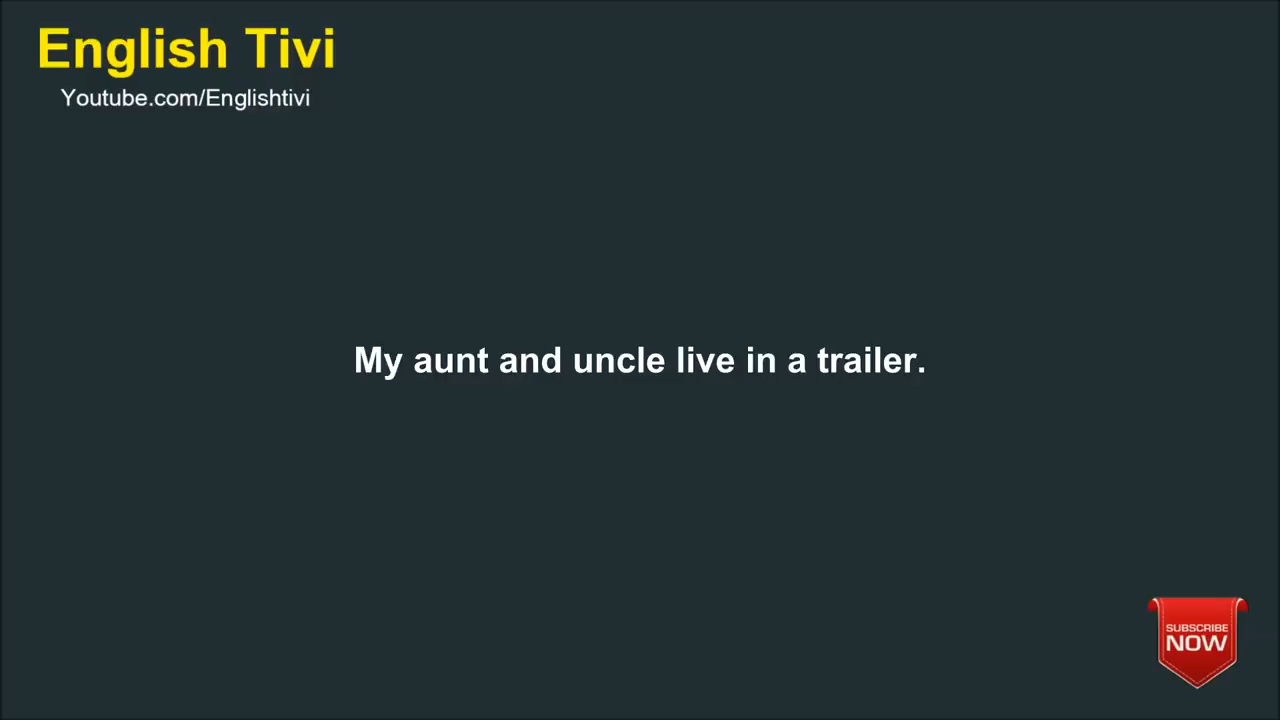 English Tivi
Youtube.com/Englishtivi
My aunt and uncle live in a trailer.
SUBSCRIBE
NOW